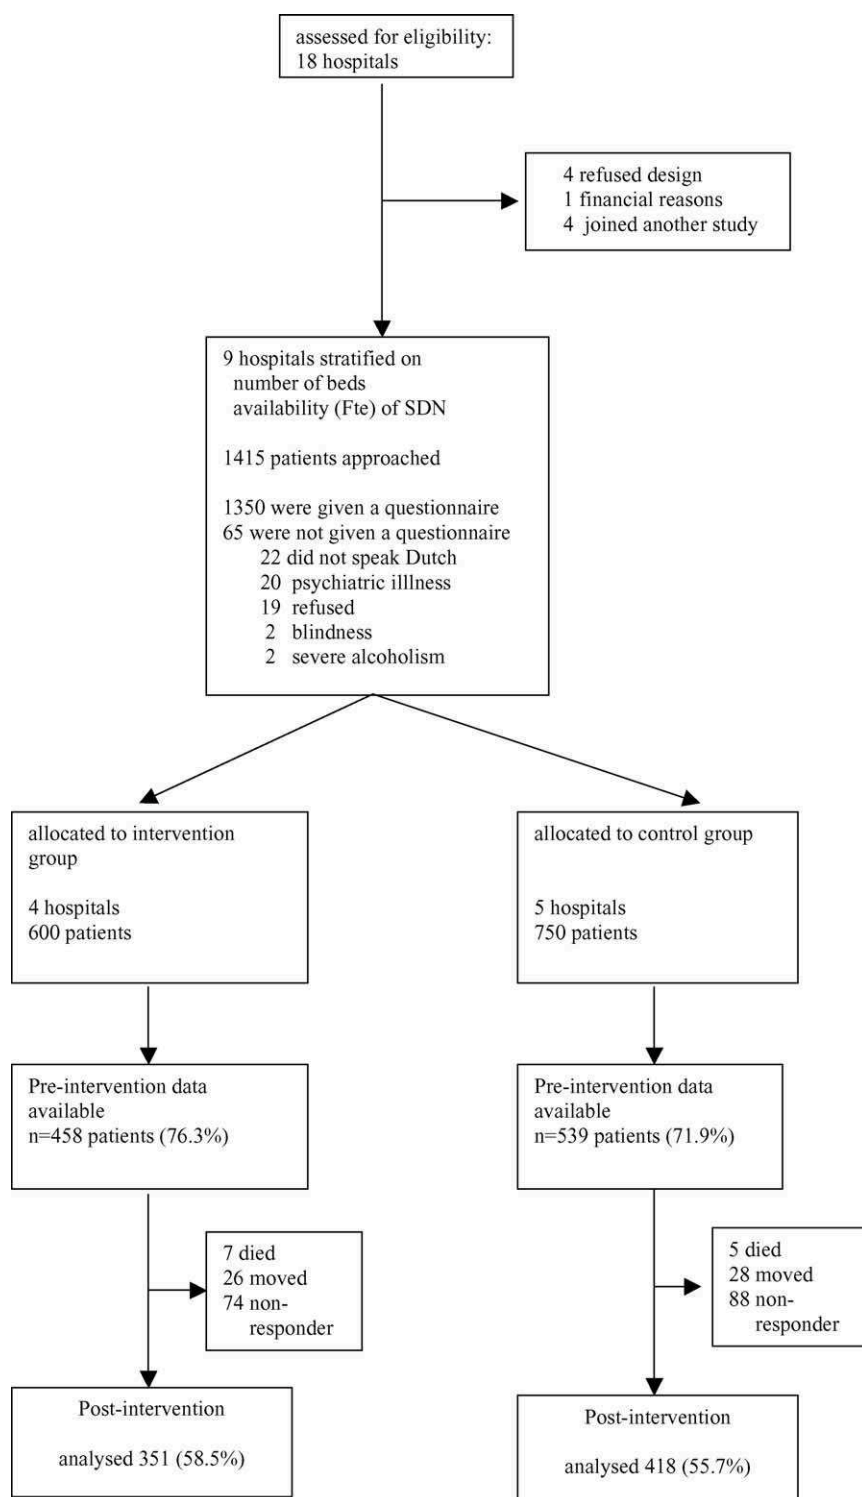 assessed for eligibility:
18 hospitals
4 refused design
1 financial reasons
4 joined another study
9 hospitals stratified on
number of beds
availability (Fte) of SDN
1415 patients approached
1350 were given a questionnaire
65 were not given a questionnaire
22 did not speak Dutch
20 psychiatric illlness
19 refused
2 blindness
2 severe alcoholism
allocated to intervention
group
4 hospitals
600 patients
allocated to control group
5 hospitals
750 patients
Pre-intervention data
available
n=458 patients (76.3%)
Pre-intervention data
available
n=539 patients (71.9%)
7 died
26 moved
74 non-
responder
5 died
28 moved
88 non-
responder
Post-intervention
analysed 351 (58.5%)
Post-intervention
analysed 418 (55.7%)